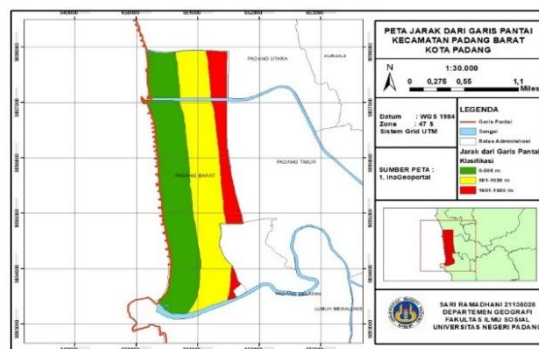 PETA JARAK DARI GARIS PANTAI
KECAMATAN PADANG BARAT
KOTA PADANG
1:30.000
N
0 0,275 0,55 1,1
Miles
Datum : WGS 1984
Zone : 47 S
Sistem Grid UTM
LEGENDA
Garis Pantai
Sungai
Batas Administrasi
Jarak dari Garis Pantai
Klasifikasi
0-500 m
501-1000 m
1001-1500 m
SUMBER PETA :
1. InaGeoportal
SARI RAMADHANI 21136026
DEPARTEMEN GEOGRAFI
FAKULTAS ILMU SOSIAL
UNIVERSITAS NEGERI PADANG
PADANG UTARA
KURANJI
PADANG TIMUR
PADANG BARAT
PADANG SELATAN